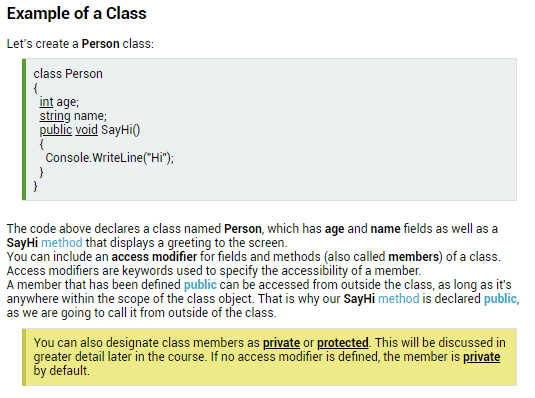 Example of a Class
Let's create a Person class:
class Person
{
int age;
string name;
public void SayHi()
{
Console.WriteLine("Hi");
}
}
The code above declares a class named Person, which has age and name fields as well as a
SayHi method that displays a greeting to the screen.
You can include an access modifier for fields and methods (also called members) of a class.
Access modifiers are keywords used to specify the accessibility of a member.
A member that has been defined public can be accessed from outside the class, as long as it's
anywhere within the scope of the class object. That is why our SayHi method is declared public,
as we are going to call it from outside of the class.
You can also designate class members as private or protected. This will be discussed in
greater detail later in the course. If no access modifier is defined, the member is private
by default.